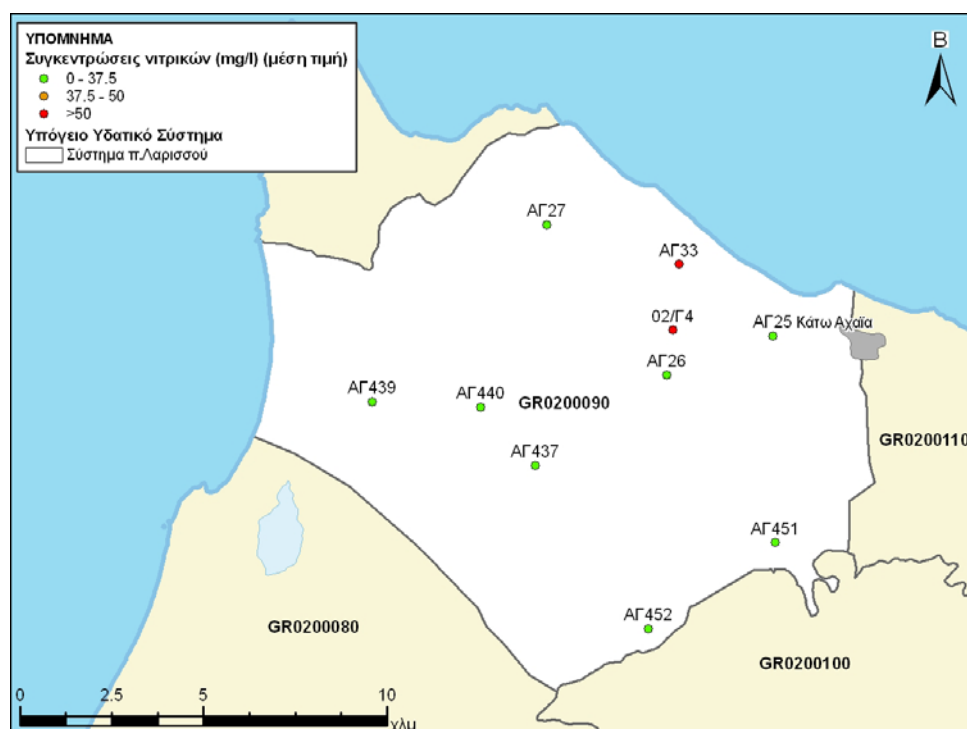 ΥΠΟΜΝΗΜΑ
Συγκεντρώσεις νιτρικών (mg/l) (μέση τιμή)
0 - 37.5
37.5 - 50
>50
Υπόγειο Υδατικό Σύστημα
Σύστημα π.Λαρισσού
Β
ΑΓ27
ΑΓ33
02/Γ4
ΑΓ25 Κάτω Αχαϊα
ΑΓ26
ΑΓ439
ΑΓ440
GR0200090
GR0200110
ΑΓ437
ΑΓ451
ΑΓ452
GR0200080
GR0200100
0 2.5 5 10
χλμ